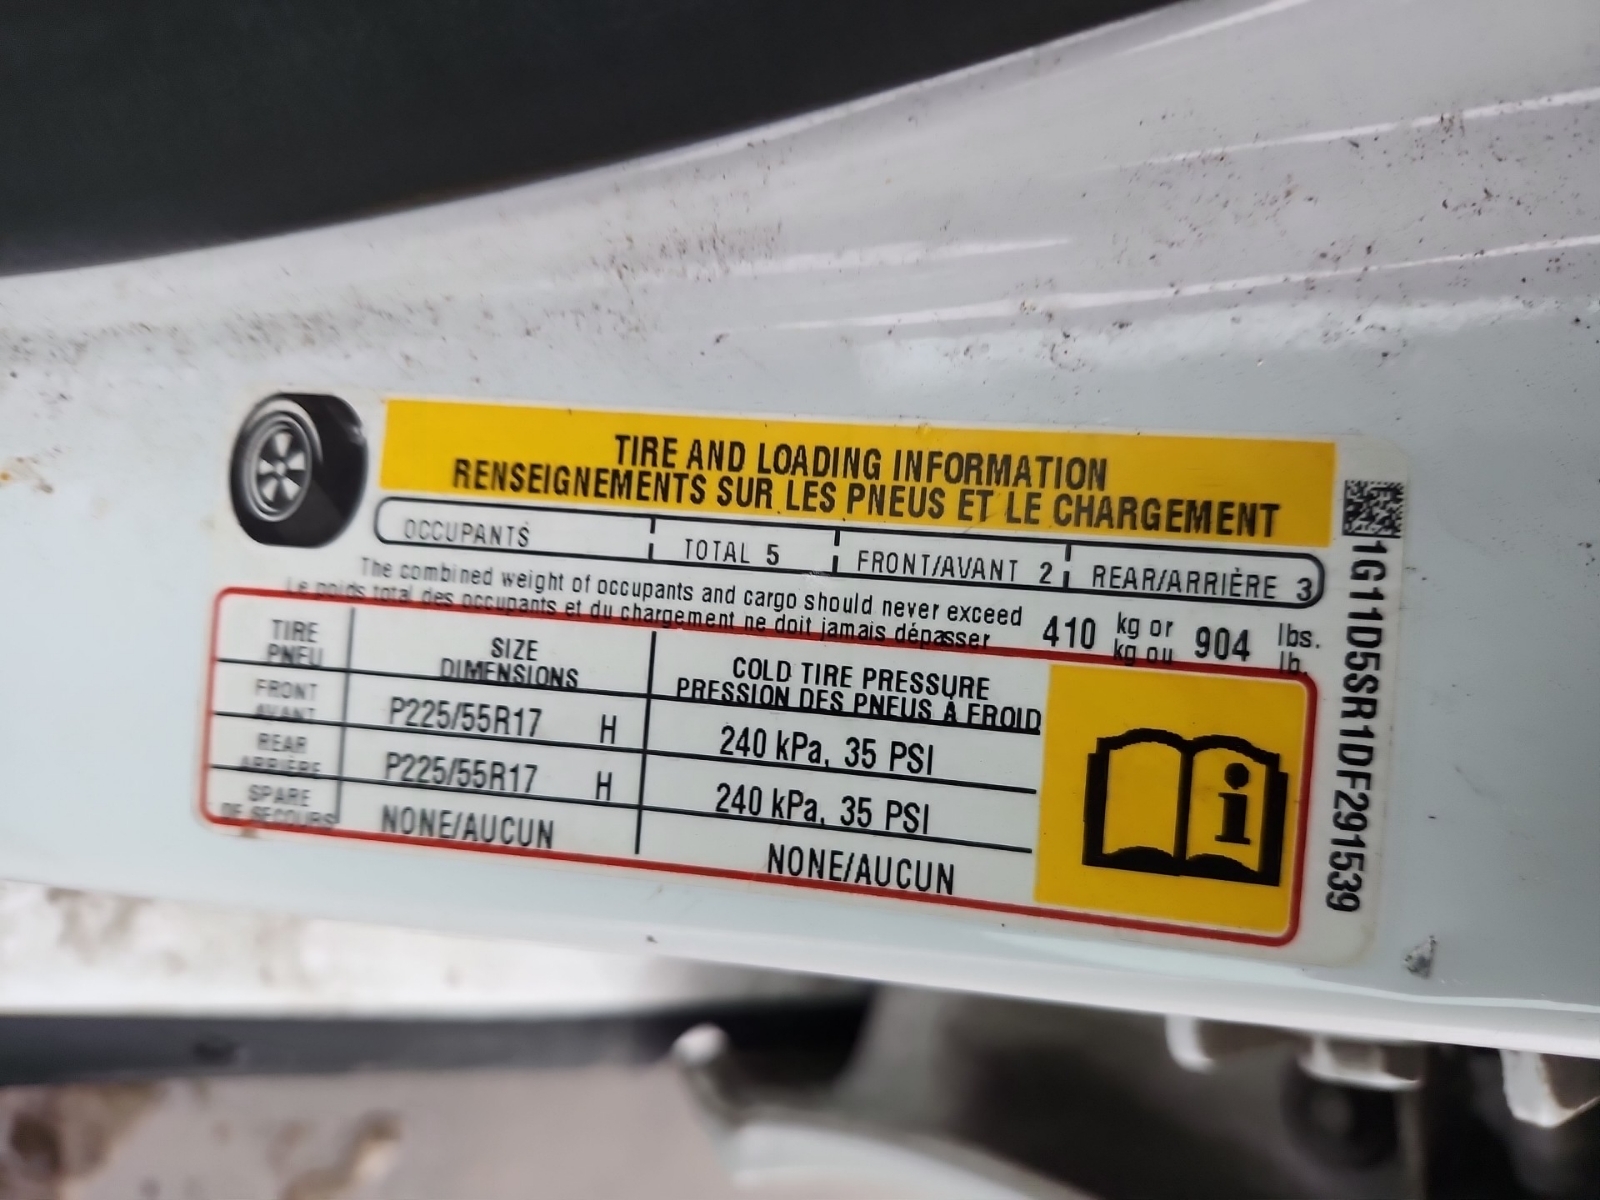 TIRE AND LOADING INFORMATION
RENSEIGNEMENTS SUR LES PNEUS ET LE CHARGEMENT
OCCUPANTS TOTAL 5 FRONT/AVANT 2 REAR/ARRIÈRE 3
The combined weight of occupants and cargo should never exceed 410 kg or 904 lbs.
Le poids total des occupants et du chargement ne doit jamais dépasser kg ou lb.
TIRE SIZE COLD TIRE PRESSURE
PNEU DIMENSIONS PRESSION DES PNEUS À FROID
FRONT P225/55R17 H 240 kPa, 35 PSI
AVANT
REAR P225/55R17 H 240 kPa, 35 PSI
ARRIÈRE
SPARE NONE/AUCUN NONE/AUCUN
DE SECOURS
1G11D5SR1DF291539